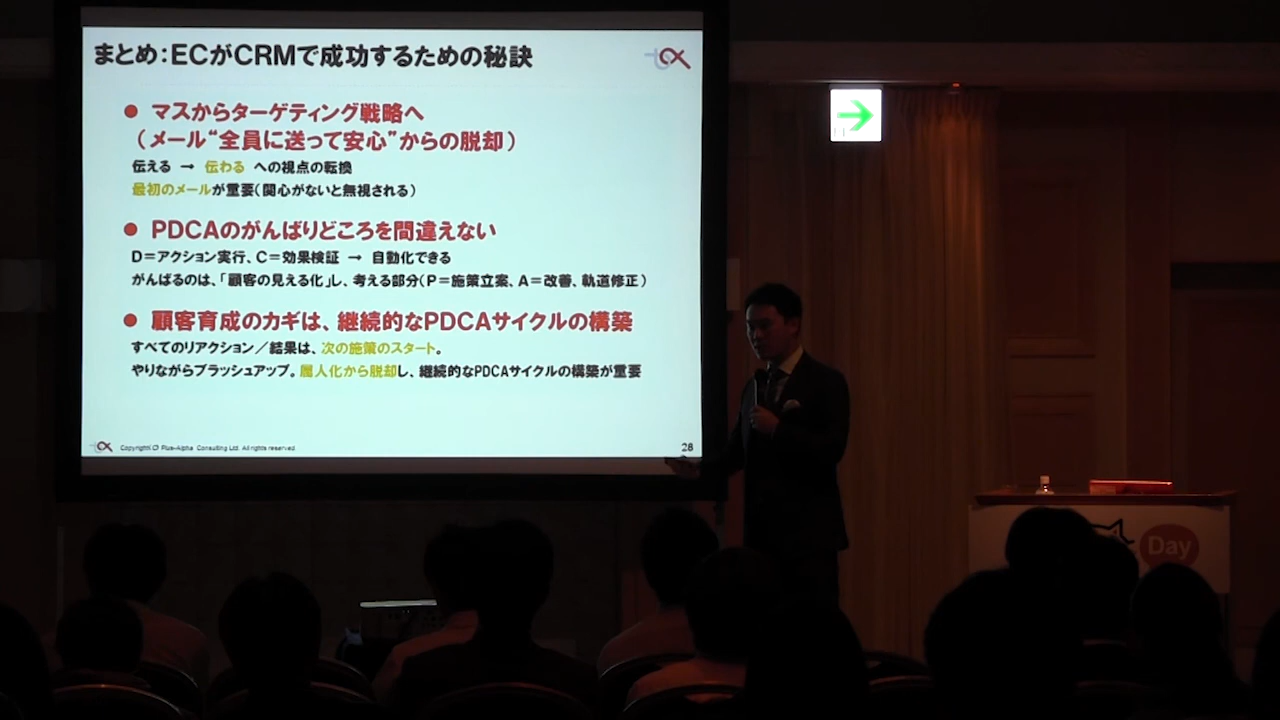 まとめ：ECがCRMで成功するための秘訣
● マスからターゲティング戦略へ
（メール“全員に送って安心”からの脱却）
伝える → 伝わる への視点の転換
最初のメールが重要（関心がないと無視される）
● PDCAのがんばりどころを間違えない
D＝アクション実行、C＝効果検証 → 自動化できる
がんばるのは、「顧客の見える化」し、考える部分（P＝施策立案、A＝改善、軌道修正）
● 顧客育成のカギは、継続的なPDCAサイクルの構築
すべてのリアクション／結果は、次の施策のスタート。
やりながらブラッシュアップ。属人化から脱却し、継続的なPDCAサイクルの構築が重要
Copyright © Plus-Alpha Consulting Ltd. All rights reserved.
28
Day